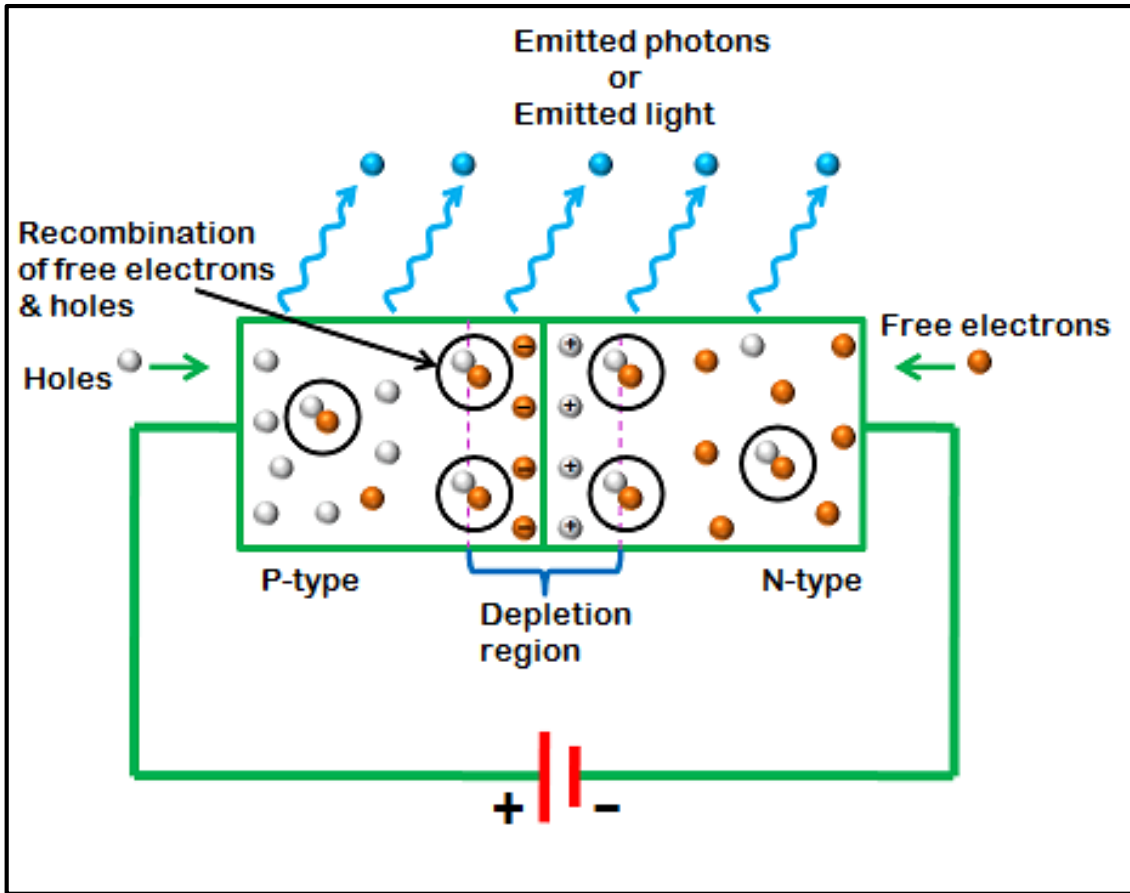 Emitted photons
or
Emitted light
Recombination
of free electrons
& holes
Holes
Free electrons
− + 
− +
− +
− +
P-type
N-type
Depletion
region
+ −